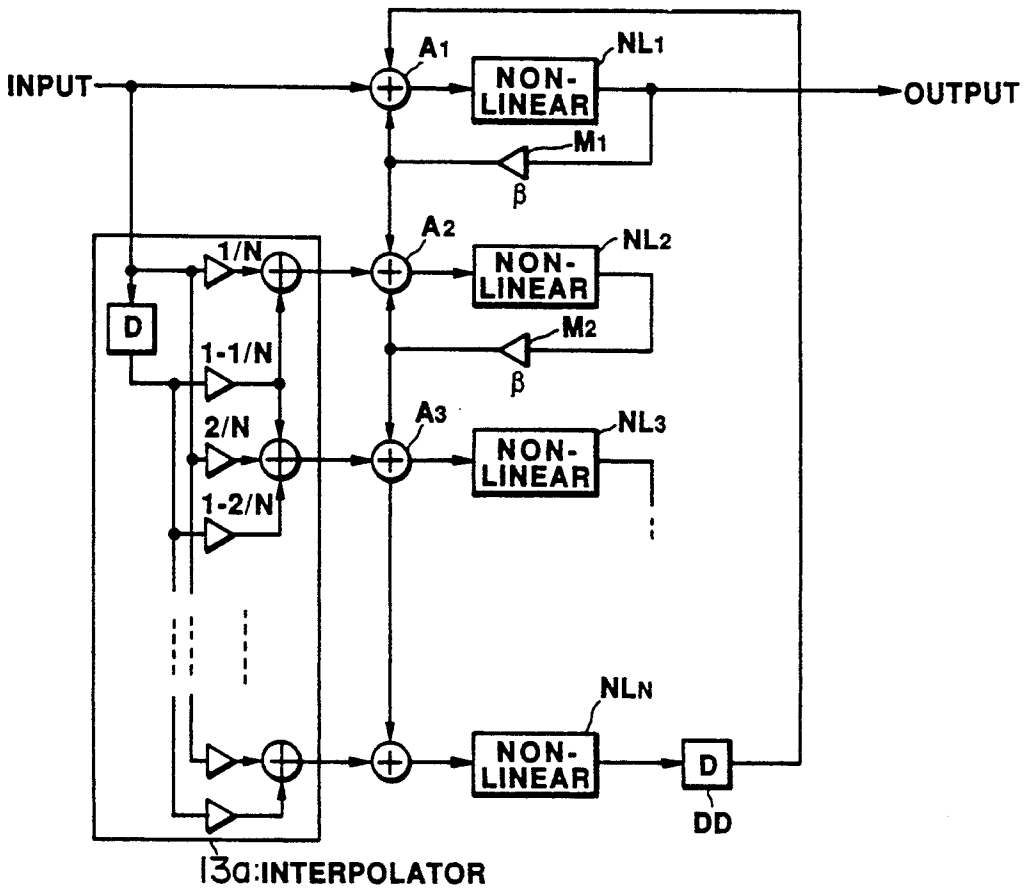 A1
NL1
INPUT
NON-
LINEAR
OUTPUT
M1
β
A2
NL2
1/N
NON-
LINEAR
D
M2
1-1/N
β
A3
NL3
2/N
NON-
LINEAR
1-2/N
NLN
NON-
LINEAR
D
DD
13a:INTERPOLATOR